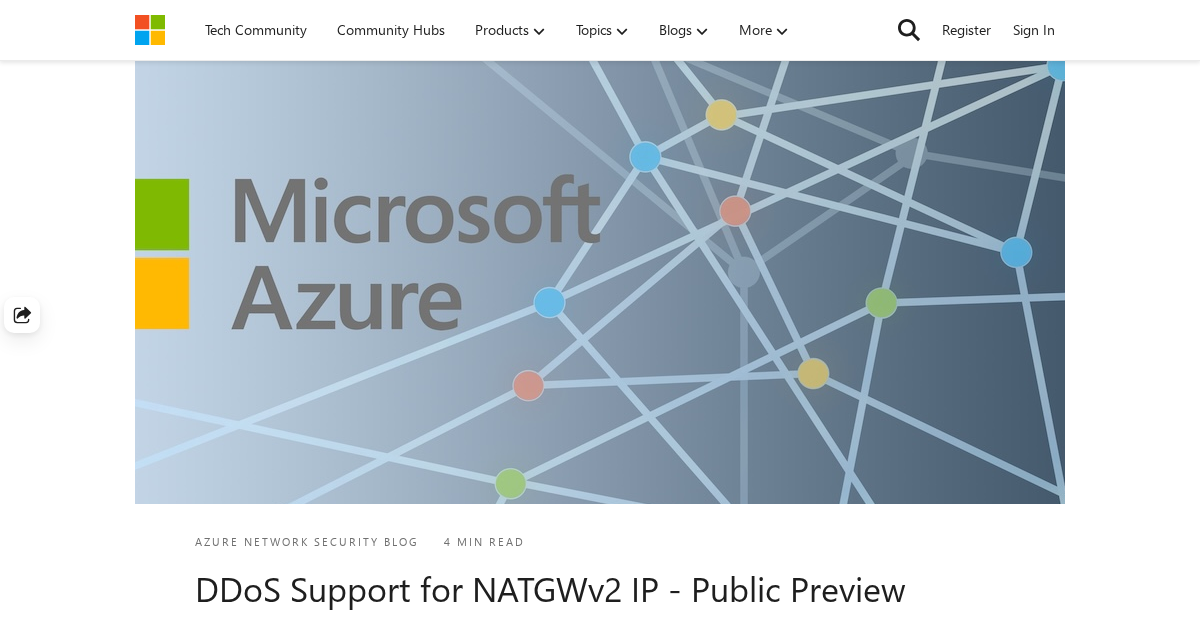 Tech Community Community Hubs Products Topics Blogs More Register Sign In
Microsoft
Azure
AZURE NETWORK SECURITY BLOG 4 MIN READ
DDoS Support for NATGWv2 IP - Public Preview